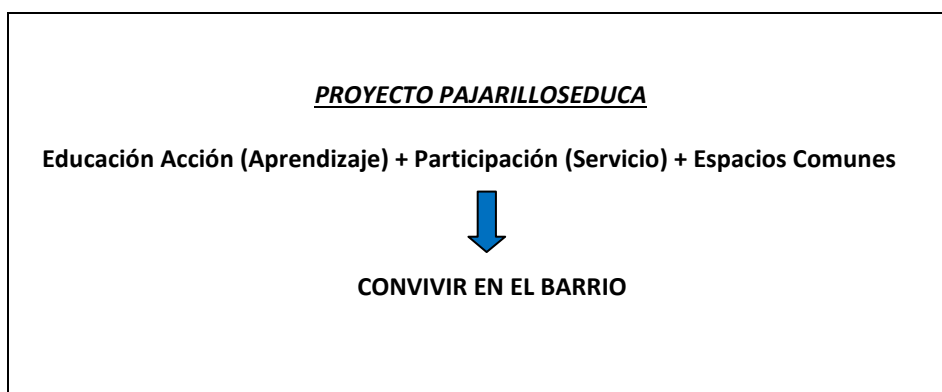 PROYECTO PAJARILLOSEDUCA
Educación Acción (Aprendizaje) + Participación (Servicio) + Espacios Comunes
CONVIVIR EN EL BARRIO